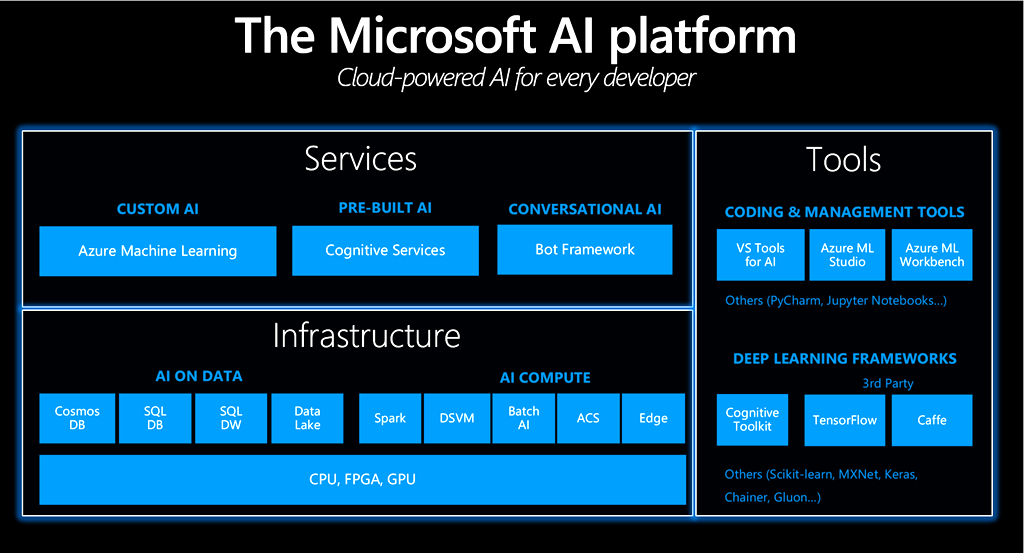 The Microsoft AI platform
Cloud-powered AI for every developer
Services
CUSTOM AI
Azure Machine Learning
PRE-BUILT AI
Cognitive Services
CONVERSATIONAL AI
Bot Framework
Infrastructure
AI ON DATA
Cosmos
DB
SQL
DB
SQL
DW
Data
Lake
AI COMPUTE
Spark
DSVM
Batch
AI
ACS
Edge
CPU, FPGA, GPU
Tools
CODING & MANAGEMENT TOOLS
VS Tools
for AI
Azure ML
Studio
Azure ML
Workbench
Others (PyCharm, Jupyter Notebooks...)
DEEP LEARNING FRAMEWORKS
3rd Party
Cognitive
Toolkit
TensorFlow
Caffe
Others (Scikit-learn, MXNet, Keras,
Chainer, Gluon...)